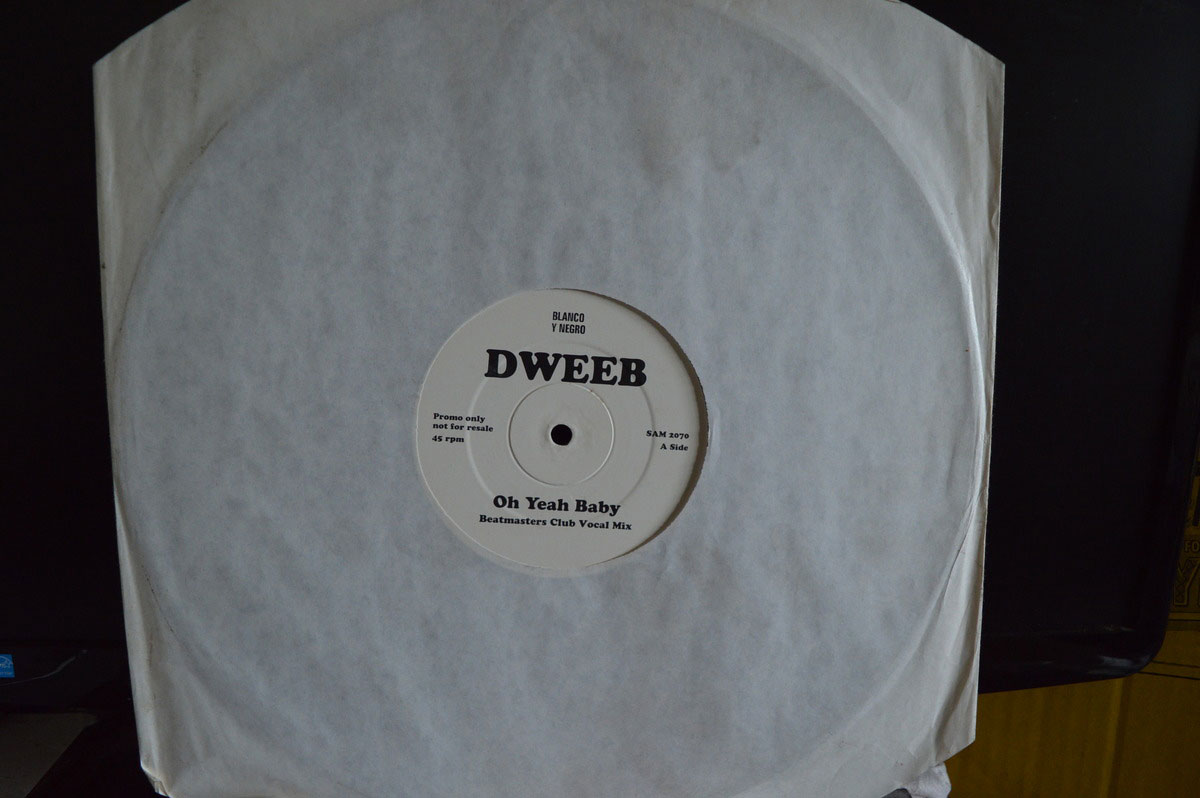 BLANCO
Y NEGRO
DWEEB
Promo only
not for resale
45 rpm
SAM 2070
A Side
Oh Yeah Baby
Beatmasters Club Vocal Mix